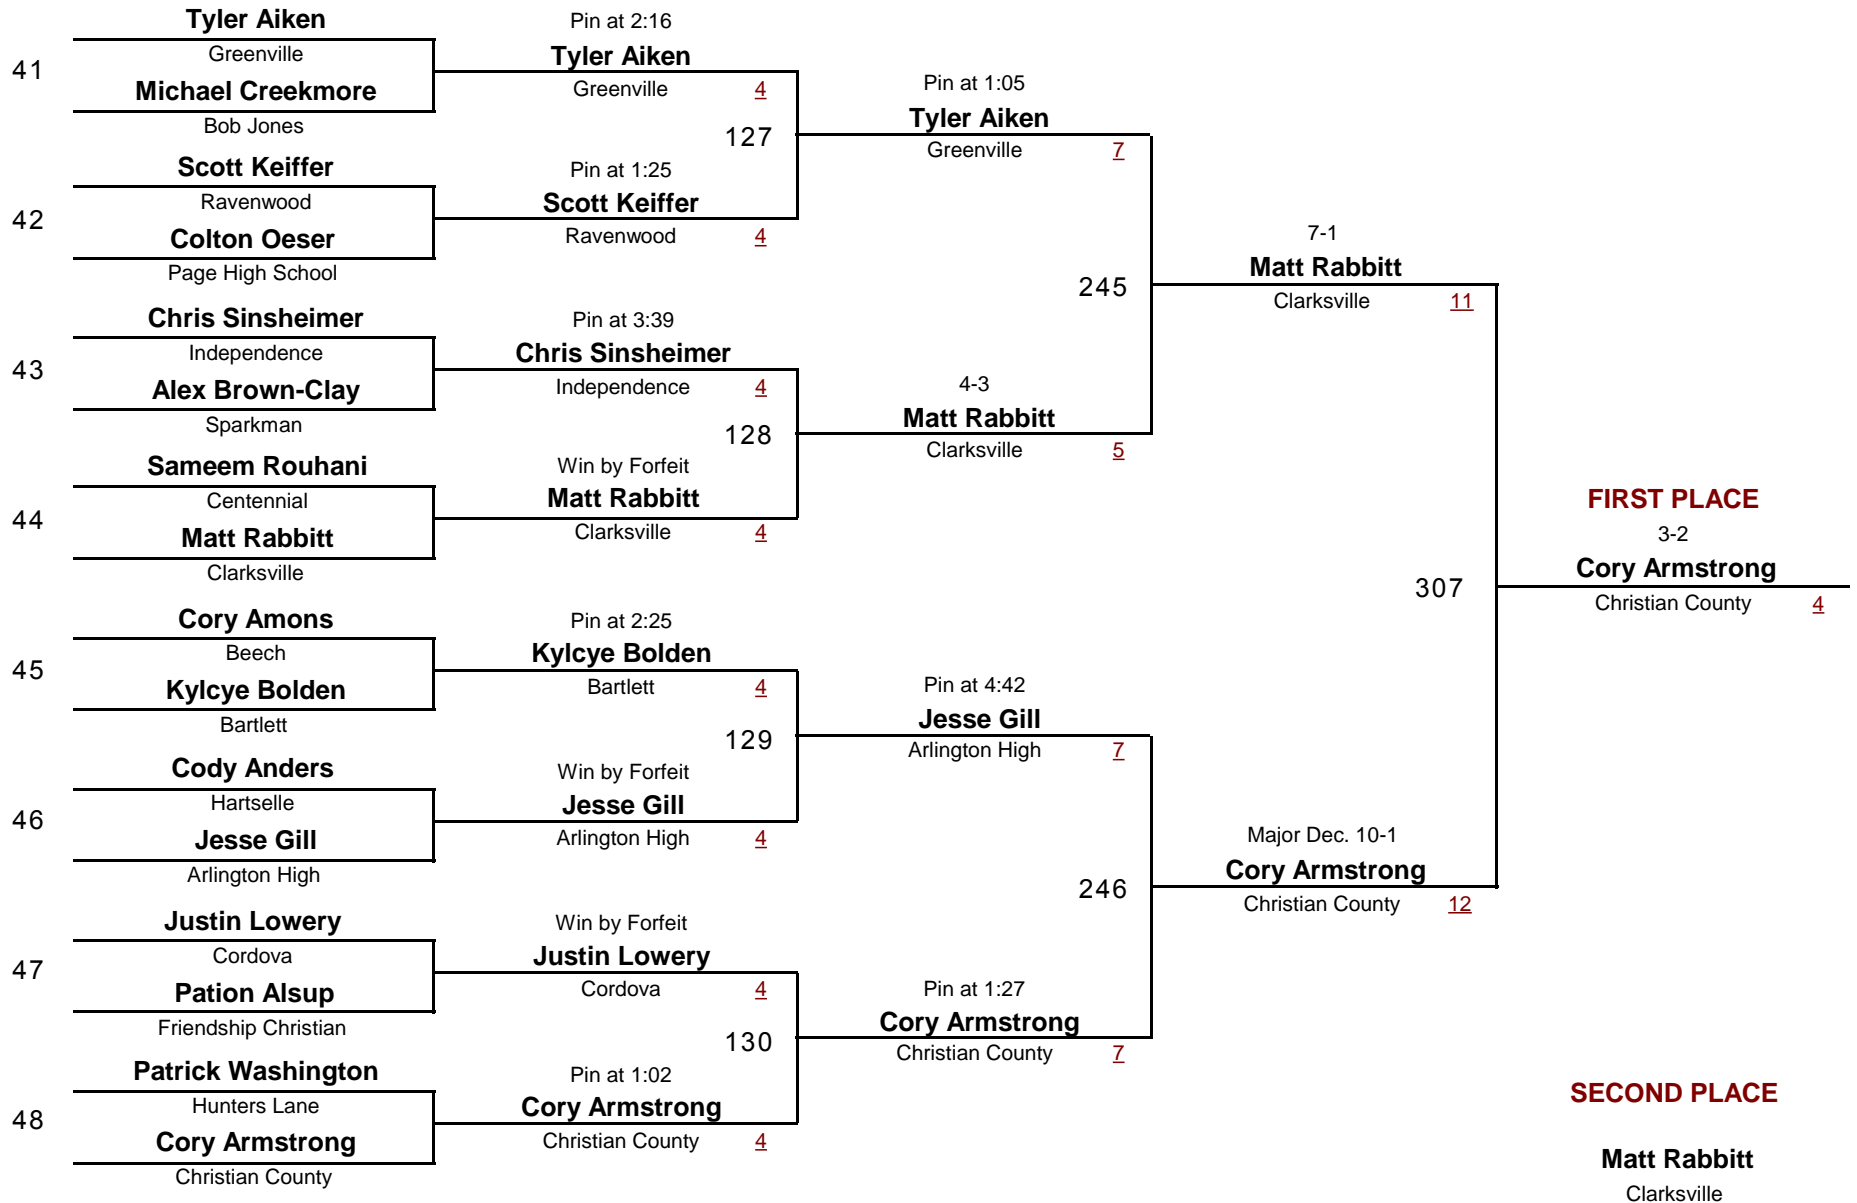 Tyler Aiken
Greenville
41
Michael Creekmore
Bob Jones
Scott Keiffer
Ravenwood
42
Colton Oeser
Page High School
Chris Sinsheimer
Independence
43
Alex Brown-Clay
Sparkman
Sameem Rouhani
Centennial
44
Matt Rabbitt
Clarksville
Cory Amons
Beech
45
Kylcye Bolden
Bartlett
Cody Anders
Hartselle
46
Jesse Gill
Arlington High
Justin Lowery
Cordova
47
Pation Alsup
Friendship Christian
Patrick Washington
Hunters Lane
48
Cory Armstrong
Christian County
Pin at 2:16
Tyler Aiken
Greenville 4
127
Pin at 1:25
Scott Keiffer
Ravenwood 4
Pin at 3:39
Chris Sinsheimer
Independence 4
128
Win by Forfeit
Matt Rabbitt
Clarksville 4
Pin at 2:25
Kylcye Bolden
Bartlett 4
129
Win by Forfeit
Jesse Gill
Arlington High 4
Win by Forfeit
Justin Lowery
Cordova 4
130
Pin at 1:02
Cory Armstrong
Christian County 4
Pin at 1:05
Tyler Aiken
Greenville 7
245
4-3
Matt Rabbitt
Clarksville 5
Pin at 4:42
Jesse Gill
Arlington High 7
246
Pin at 1:27
Cory Armstrong
Christian County 7
7-1
Matt Rabbitt
Clarksville 11
307
Major Dec. 10-1
Cory Armstrong
Christian County 12
FIRST PLACE
3-2
Cory Armstrong
Christian County 4
SECOND PLACE
Matt Rabbitt
Clarksville